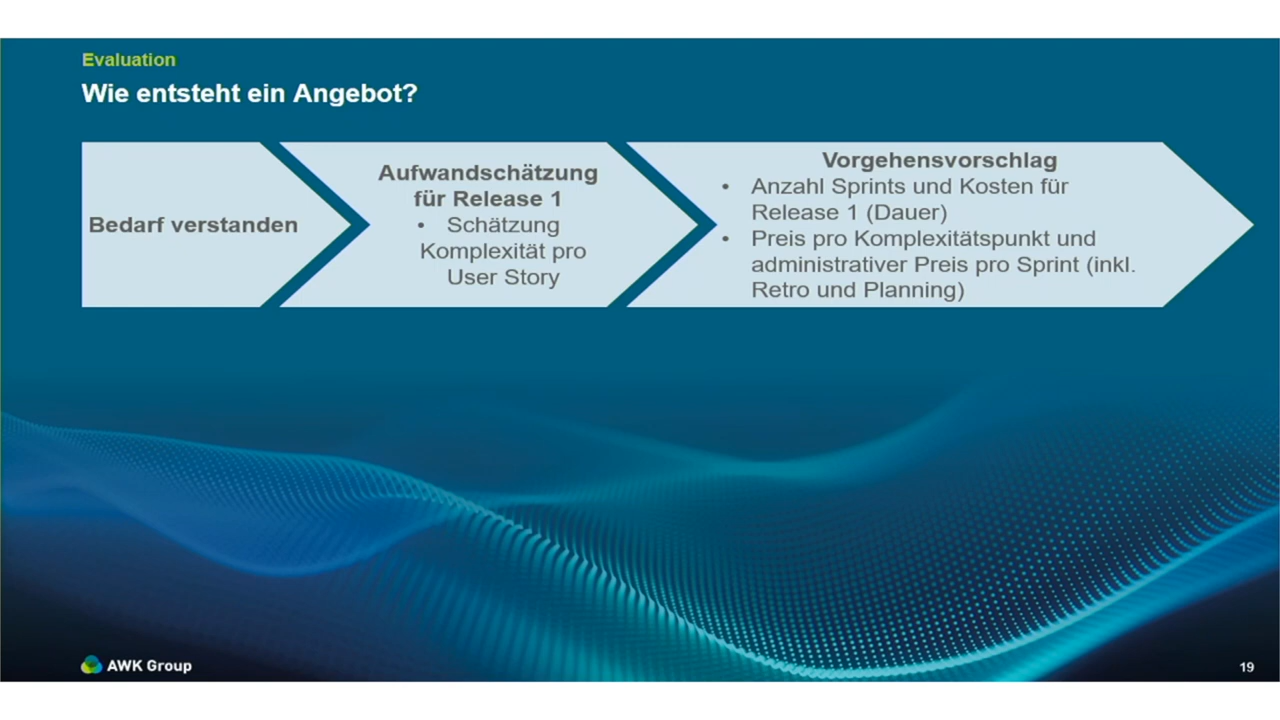 Evaluation
Wie entsteht ein Angebot?
Bedarf verstanden
Aufwandschätzung
für Release 1
• Schätzung
Komplexität pro
User Story
Vorgehensvorschlag
• Anzahl Sprints und Kosten für
Release 1 (Dauer)
• Preis pro Komplexitätspunkt und
administrativer Preis pro Sprint (inkl.
Retro und Planning)
AWK Group
19